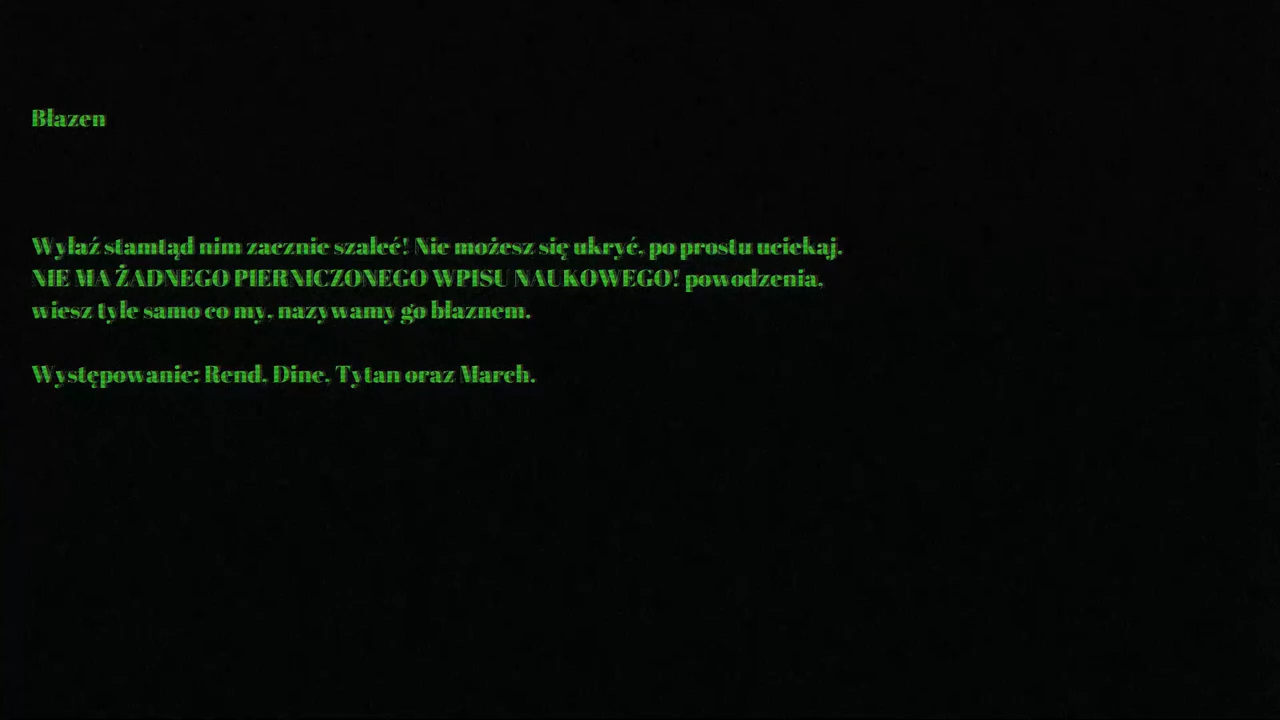 Błazen
Wyłaź stamtąd nim zacznie szaleć! Nie możesz się ukryć, po prostu uciekaj.
NIE MA ŻADNEGO PIERNICZONEGO WPISU NAUKOWEGO! powodzenia,
wiesz tyle samo co my, nazywamy go błaznem.
Występowanie: Rend, Dine, Tytan oraz March.